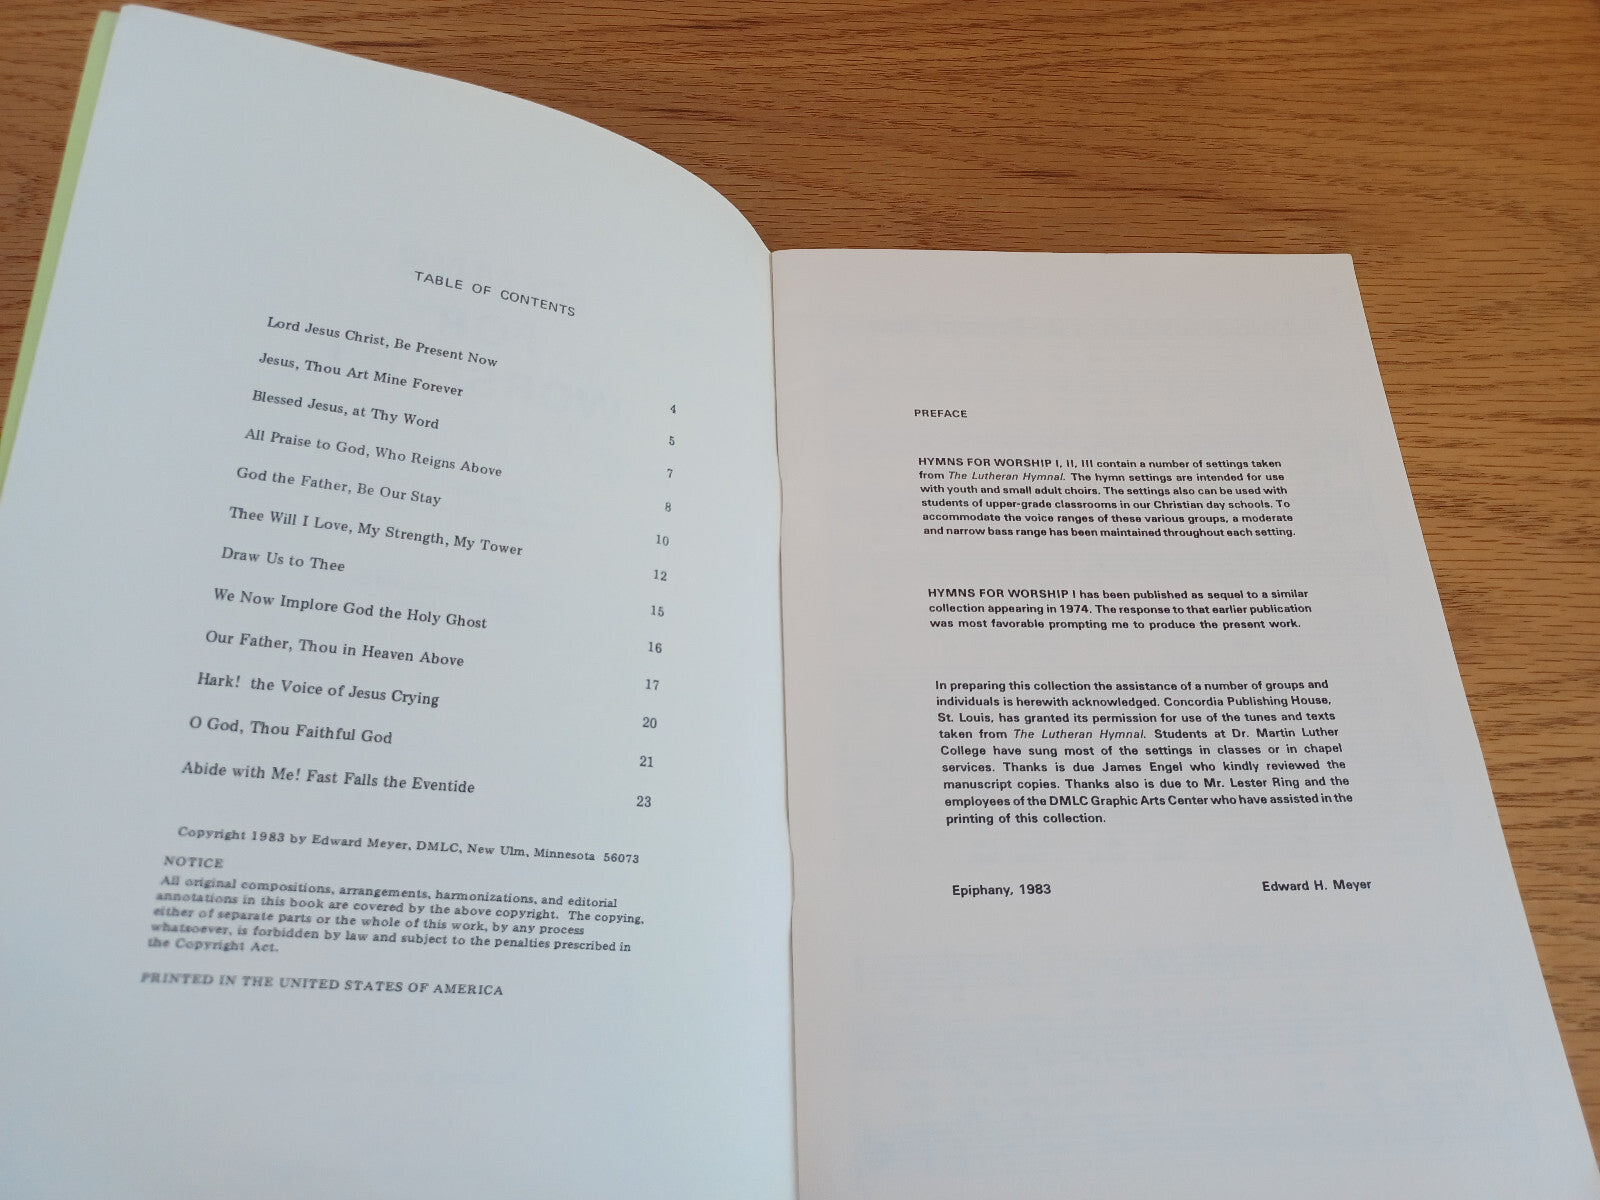 TABLE OF CONTENTS
Lord Jesus Christ, Be Present Now 4
Jesus, Thou Art Mine Forever 5
Blessed Jesus, at Thy Word 7
All Praise to God, Who Reigns Above 8
God the Father, Be Our Stay 10
Thee Will I Love, My Strength, My Tower 12
Draw Us to Thee 15
We Now Implore God the Holy Ghost 16
Our Father, Thou in Heaven Above 17
Hark! the Voice of Jesus Crying 20
O God, Thou Faithful God 21
Abide with Me! Fast Falls the Eventide 23
Copyright 1983 by Edward Meyer, DMLC, New Ulm, Minnesota 56073
NOTICE
All original compositions, arrangements, harmonizations, and editorial
annotations in this book are covered by the above copyright. The copying,
either of separate parts or the whole of this work, by any process
whatsoever, is forbidden by law and subject to the penalties prescribed in
the Copyright Act.
PRINTED IN THE UNITED STATES OF AMERICA
PREFACE
HYMNS FOR WORSHIP I, II, III contain a number of settings taken
from The Lutheran Hymnal. The hymn settings are intended for use
with youth and small adult choirs. The settings also can be used with
students of upper-grade classrooms in our Christian day schools. To
accommodate the voice ranges of these various groups, a moderate
and narrow bass range has been maintained throughout each setting.
HYMNS FOR WORSHIP I has been published as sequel to a similar
collection appearing in 1974. The response to that earlier publication
was most favorable prompting me to produce the present work.
In preparing this collection the assistance of a number of groups and
individuals is herewith acknowledged. Concordia Publishing House,
St. Louis, has granted its permission for use of the tunes and texts
taken from The Lutheran Hymnal. Students at Dr. Martin Luther
College have sung most of the settings in classes or in chapel
services. Thanks is due James Engel who kindly reviewed the
manuscript copies. Thanks also is due to Mr. Lester Ring and the
employees of the DMLC Graphic Arts Center who have assisted in the
printing of this collection.
Epiphany, 1983 Edward H. Meyer